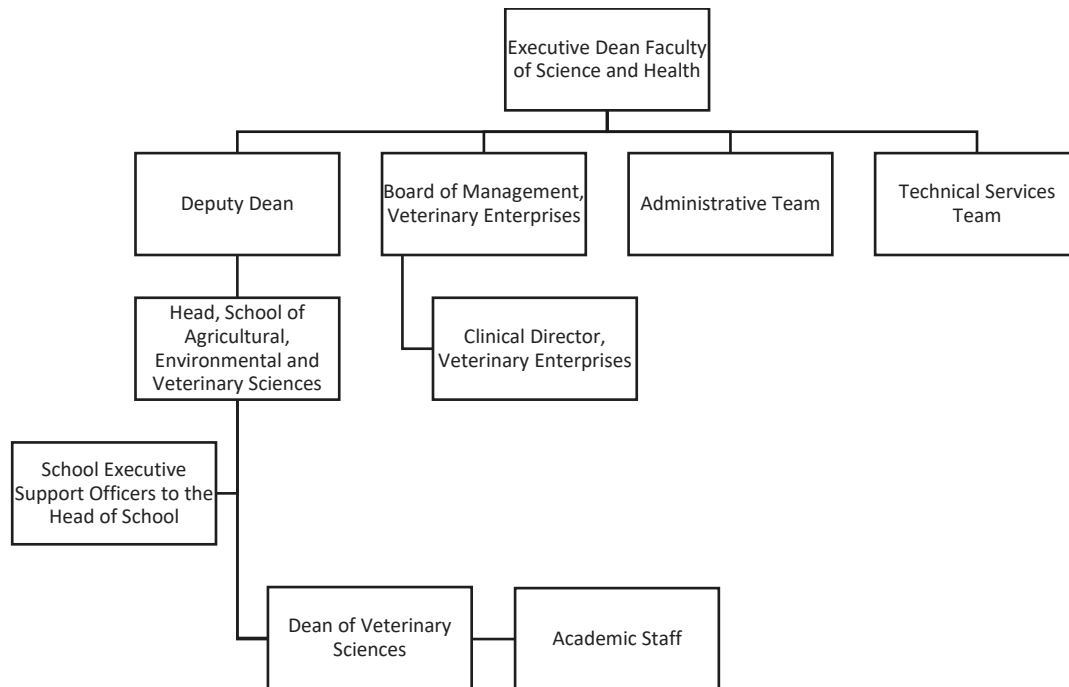 Executive Dean Faculty
of Science and Health
Deputy Dean
Board of Management,
Veterinary Enterprises
Administrative Team
Technical Services
Team
Head, School of
Agricultural,
Environmental and
Veterinary Sciences
Clinical Director,
Veterinary Enterprises
School Executive
Support Officers to the
Head of School
Dean of Veterinary
Sciences
Academic Staff